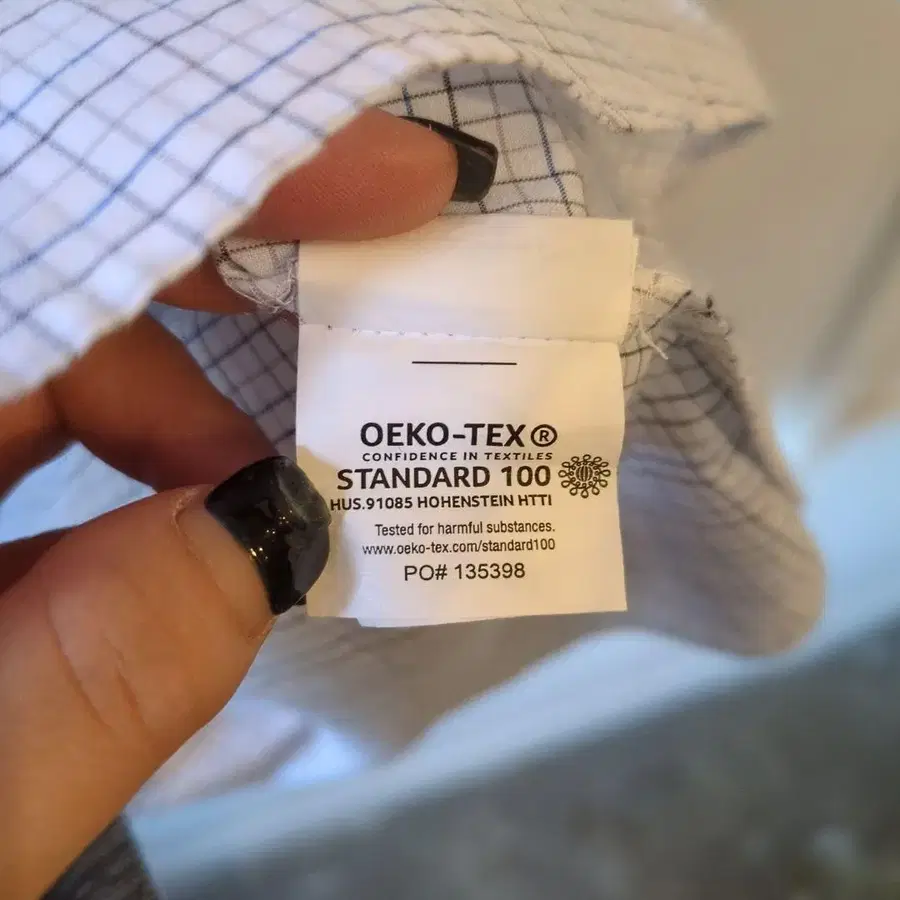 OEKO-TEX®
CONFIDENCE IN TEXTILES
STANDARD 100
HUS.91085 HOHENSTEIN HTTI
Tested for harmful substances.
www.oeko-tex.com/standard100
PO# 135398